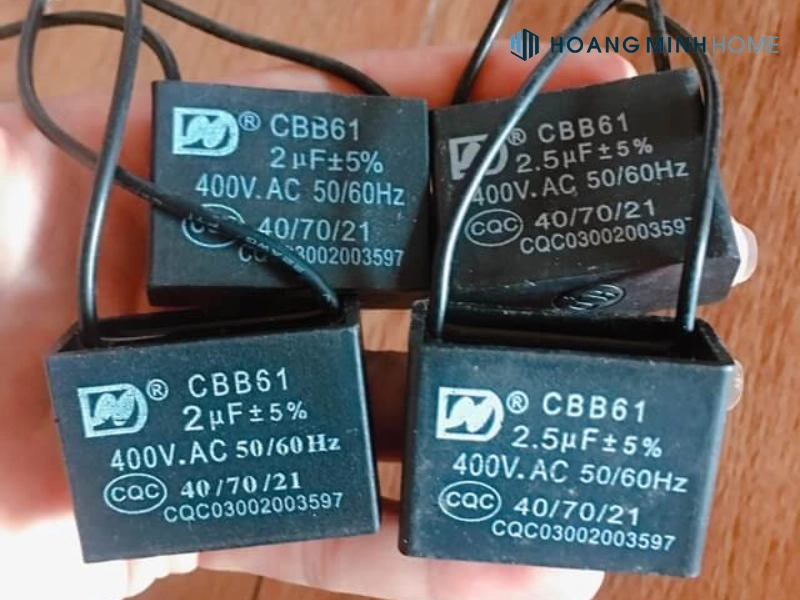 HOANG MINH HOME
® CBB61
2µF±5%
400V.AC 50/60Hz
CQC 40/70/21
CQC03002003597
® CBB61
2.5µF±5%
400V.AC 50/60Hz
CQC 40/70/21
CQC0300200359
® CBB61
2µF±5%
400V.AC 50/60Hz
CQC 40/70/21
CQC03002003597
® CBB61
2.5µF±5%
400V.AC 50/60Hz
CQC 40/70/21
CQC03002003597